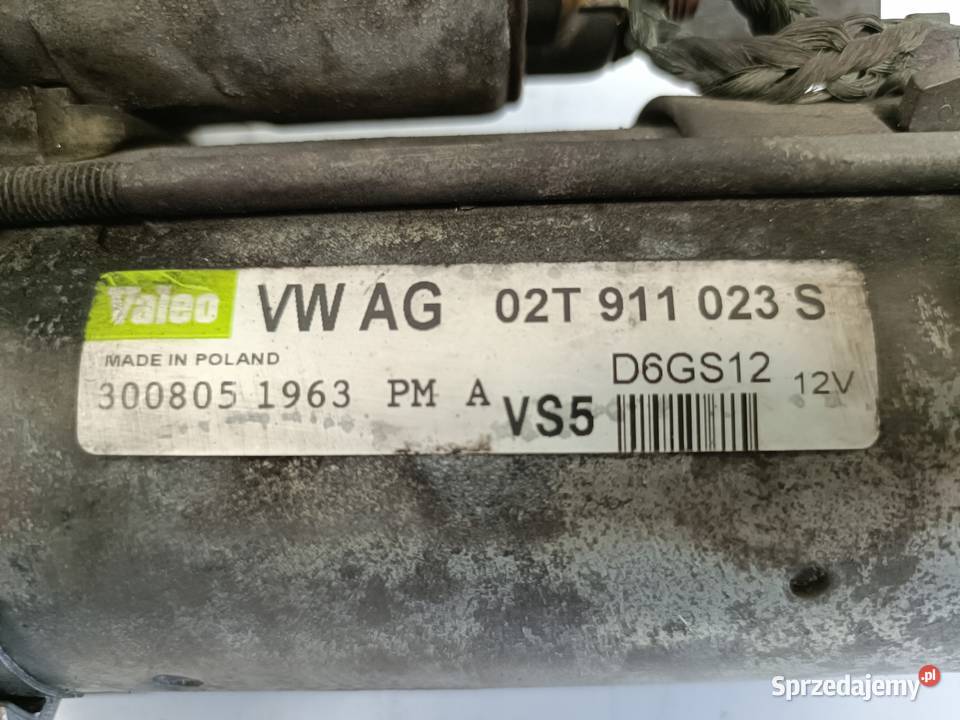 Valeo VW AG 02T 911 023 S
MADE IN POLAND
D6GS12 12V
300805 1963 PM A VS5
Sprzedajemy.pl